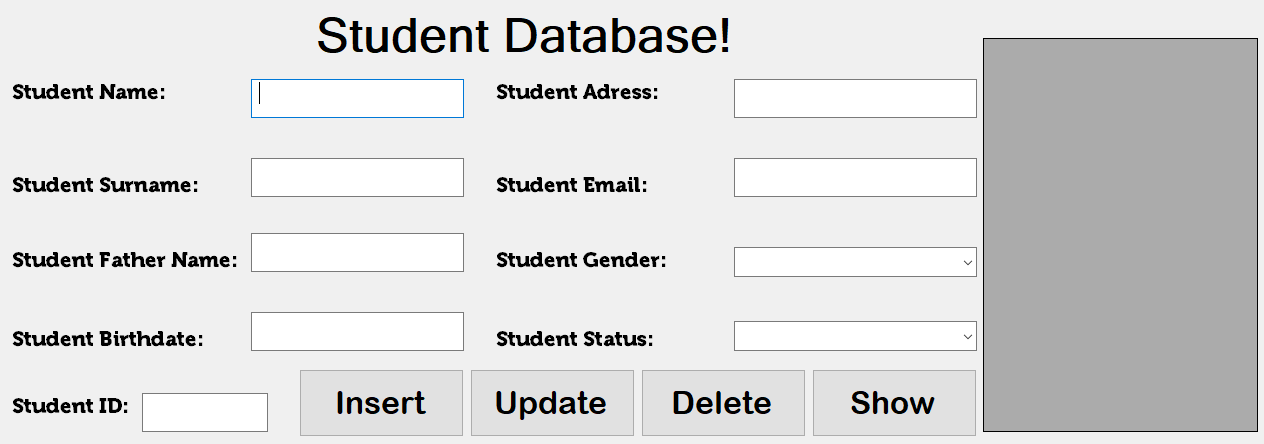 Student Database!
Student Name:
Student Adress:
Student Surname:
Student Email:
Student Father Name:
Student Gender:
Student Birthdate:
Student Status:
Student ID:
Insert
Update
Delete
Show